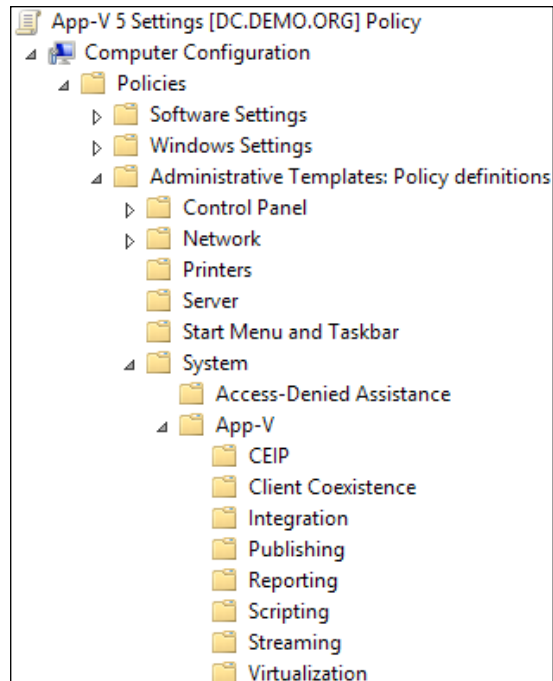 App-V 5 Settings [DC.DEMO.ORG] Policy
Computer Configuration
Policies
Software Settings
Windows Settings
Administrative Templates: Policy definitions
Control Panel
Network
Printers
Server
Start Menu and Taskbar
System
Access-Denied Assistance
App-V
CEIP
Client Coexistence
Integration
Publishing
Reporting
Scripting
Streaming
Virtualization